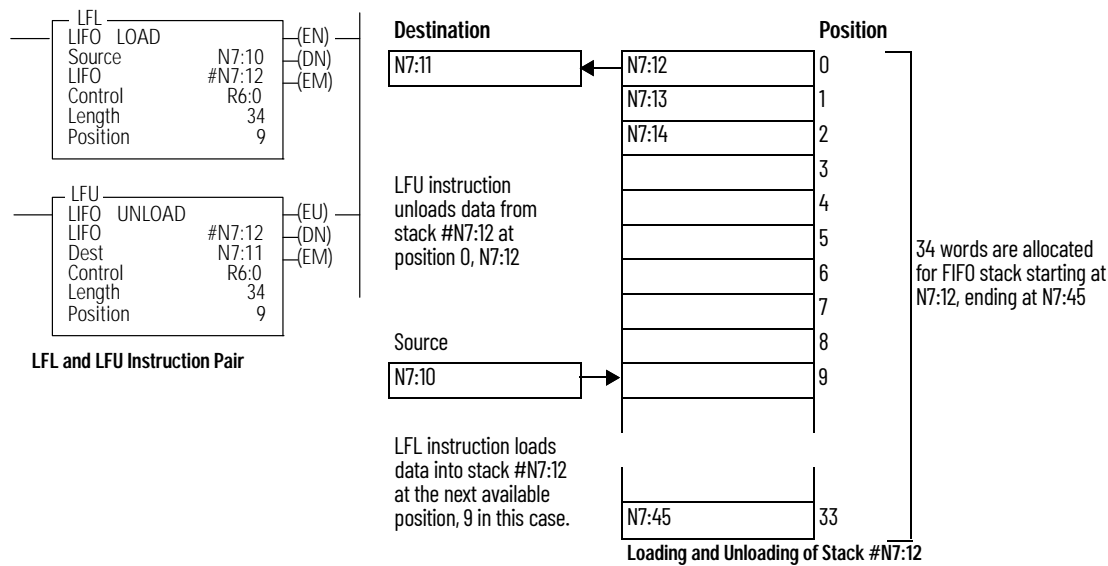 LFL
LIFO LOAD
Source N7:10
LIFO #N7:12
Control R6:0
Length 34
Position 9
(EN)
(DN)
(EM)
LFU
LIFO UNLOAD
LIFO #N7:12
Dest N7:11
Control R6:0
Length 34
Position 9
(EU)
(DN)
(EM)
LFL and LFU Instruction Pair
Destination
N7:11
LFU instruction
unloads data from
stack #N7:12 at
position 0, N7:12
Source
N7:10
LFL instruction loads
data into stack #N7:12
at the next available
position, 9 in this case.
Position
N7:12 0
N7:13 1
N7:14 2
3
4
5
6
7
8
9
N7:45 33
34 words are allocated
for FIFO stack starting at
N7:12, ending at N7:45
Loading and Unloading of Stack #N7:12